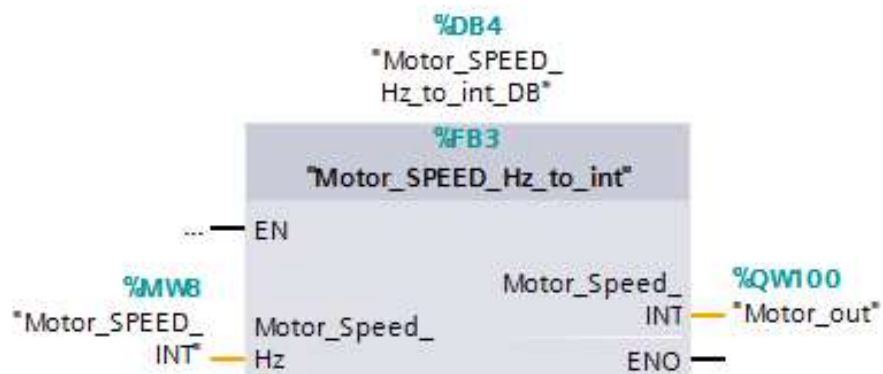 %DB4
"Motor_SPEED_
Hz_to_int_DB"
%FB3
"Motor_SPEED_Hz_to_int"
... EN
%MW8
"Motor_SPEED_
INT"
Motor_Speed_
Hz
Motor_Speed_
INT
%QW100
"Motor_out"
ENO